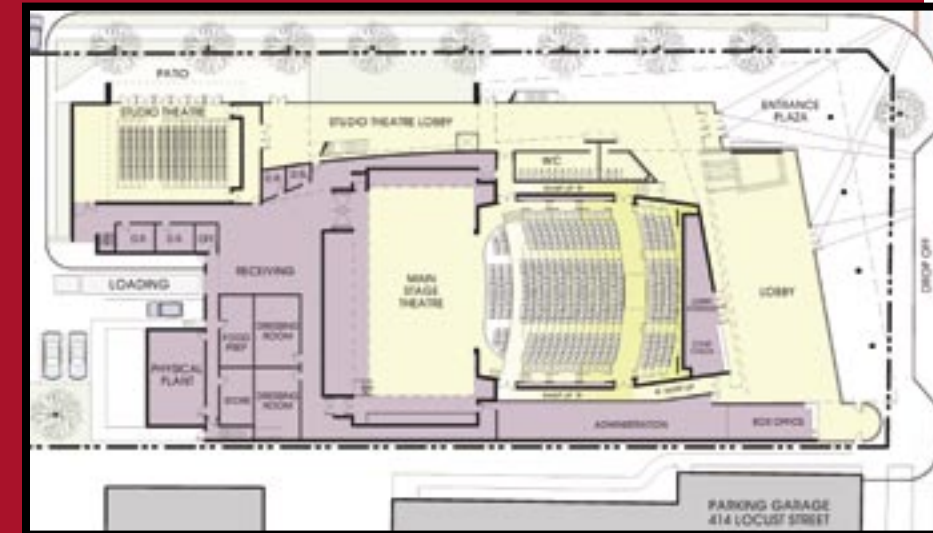 PATIO
STUDIO THEATRE
STUDIO THEATRE LOBBY
ENTRANCE
PLAZA
WC
D.R.
D.R.
D.R.
D.R.
OFF
LOADING
RECEIVING
MAIN
STAGE
THEATRE
LOBBY
DROP OFF
FOOD
PREP
DRESSING
ROOM
PHYSICAL
PLANT
STORE
DRESSING
ROOM
ADMINISTRATION
BOX OFFICE
PARKING GARAGE
414 LOCUST STREET